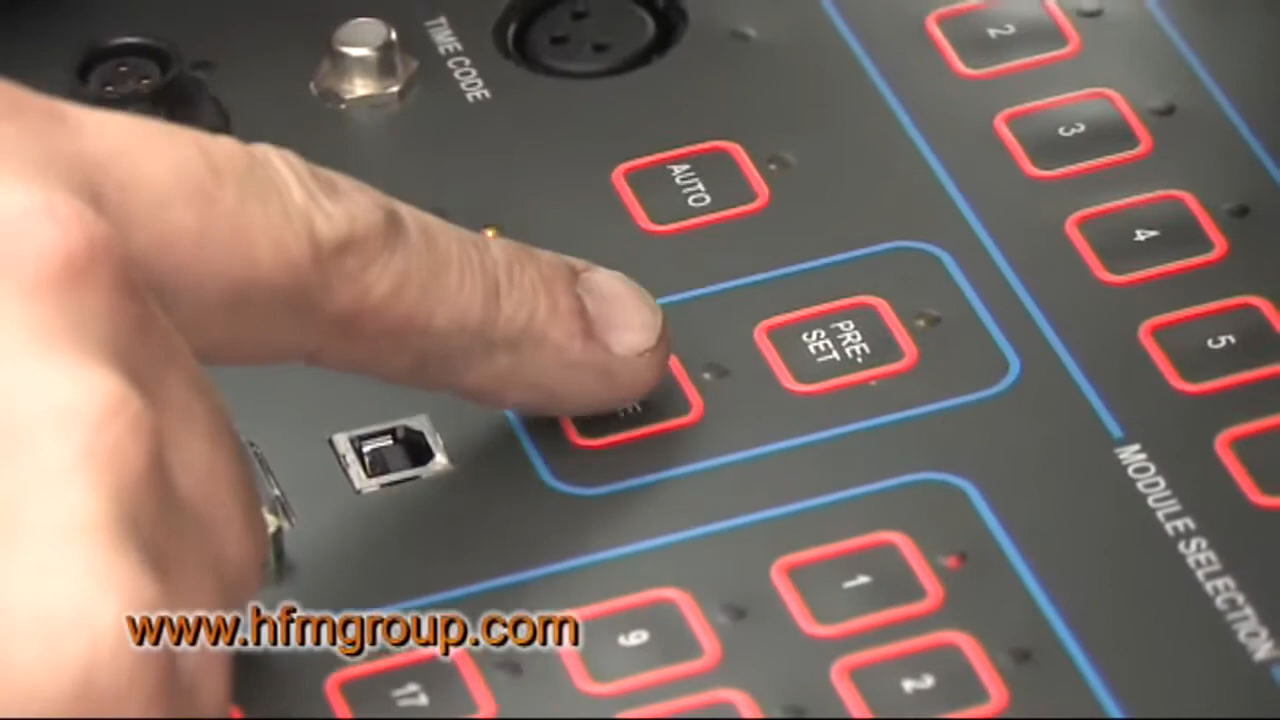 TIME CODE
2
3
AUTO
4
PRE-
SET
5
MODULE SELECTION
1
9
2
17
www.hfmgroup.com